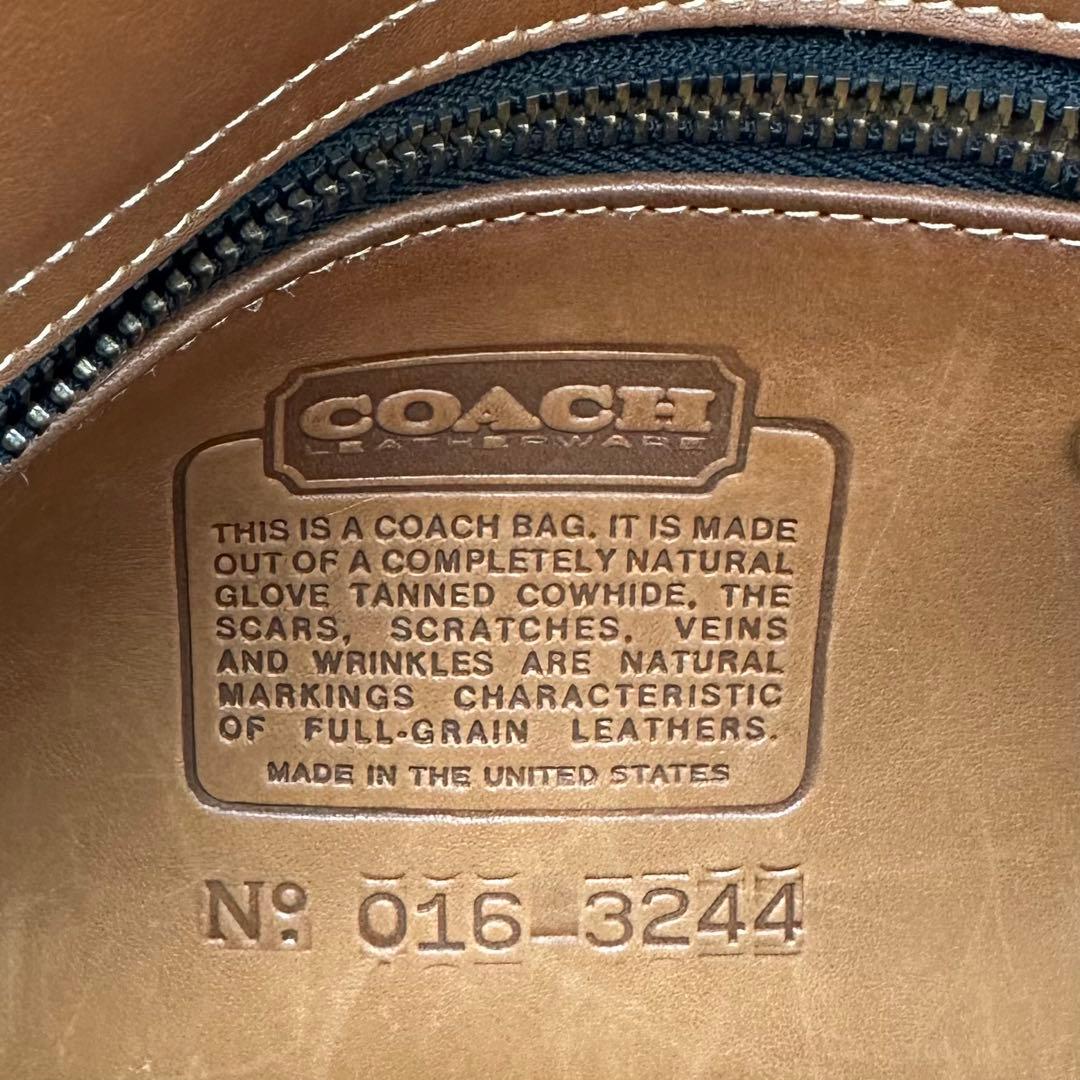 COACH
LEATHERWARE
THIS IS A COACH BAG. IT IS MADE
OUT OF A COMPLETELY NATURAL
GLOVE TANNED COWHIDE. THE
SCARS, SCRATCHES, VEINS
AND WRINKLES ARE NATURAL
MARKINGS CHARACTERISTIC
OF FULL-GRAIN LEATHERS.
MADE IN THE UNITED STATES
Nº: 016-3244